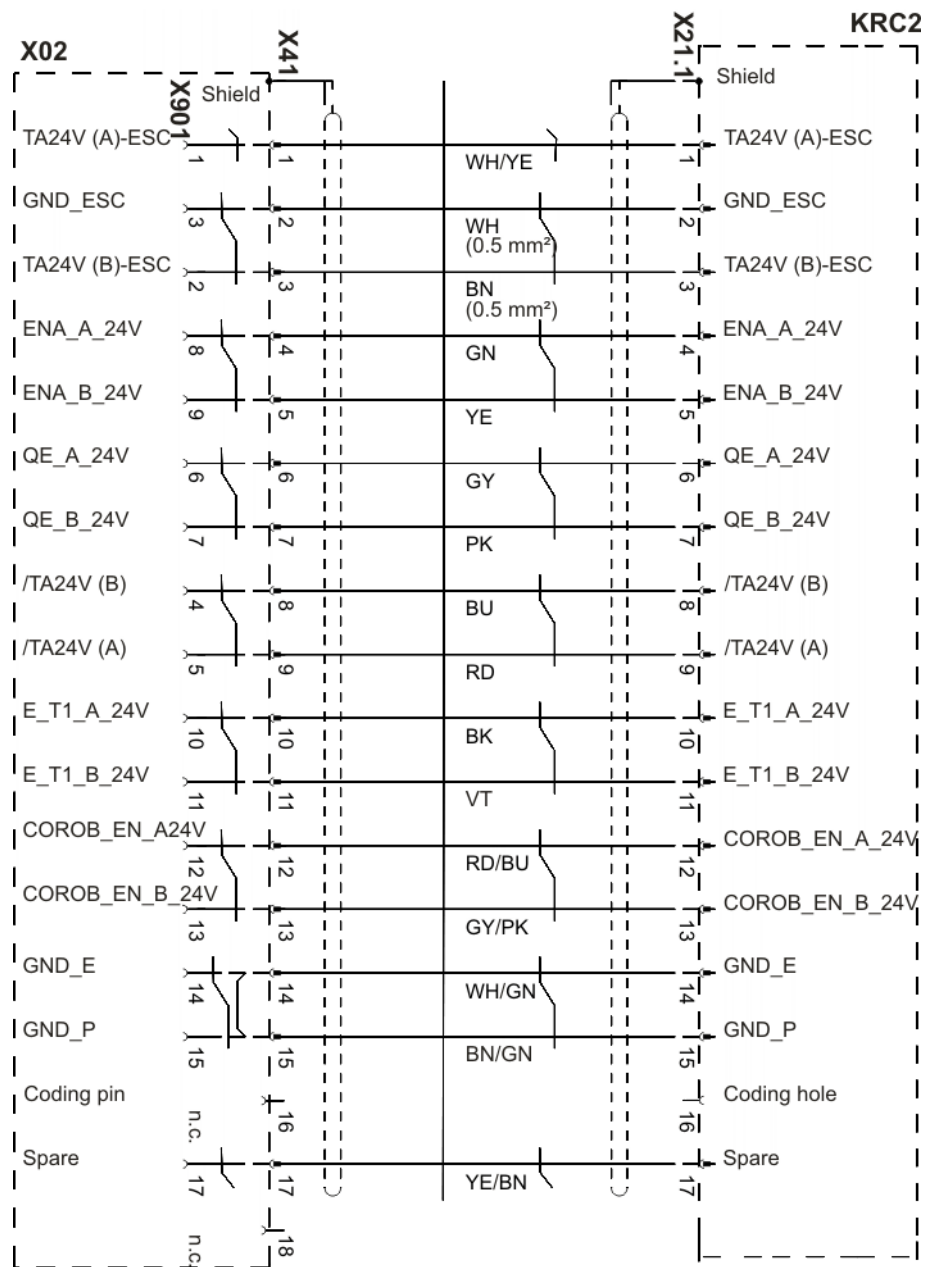 KRC2
X02
X41
X21.1
Shield
X901
Shield
TA24V (A)-ESC
1
1
WH/YE
1
TA24V (A)-ESC
GND_ESC
3
2
WH
(0.5 mm²)
2
GND_ESC
TA24V (B)-ESC
2
3
BN
(0.5 mm²)
3
TA24V (B)-ESC
ENA_A_24V
8
4
GN
4
ENA_A_24V
ENA_B_24V
9
5
YE
5
ENA_B_24V
QE_A_24V
6
6
GY
6
QE_A_24V
QE_B_24V
7
7
PK
7
QE_B_24V
/TA24V (B)
4
8
BU
8
/TA24V (B)
/TA24V (A)
5
9
RD
9
/TA24V (A)
E_T1_A_24V
10
10
BK
10
E_T1_A_24V
E_T1_B_24V
11
11
VT
11
E_T1_B_24V
COROB_EN_A24V
12
12
RD/BU
12
COROB_EN_A_24V
COROB_EN_B_24V
13
13
GY/PK
13
COROB_EN_B_24V
GND_E
14
14
WH/GN
14
GND_E
GND_P
15
15
BN/GN
15
GND_P
Coding pin
n.c.
16
16
Coding hole
Spare
17
17
YE/BN
17
Spare
n.c.
18